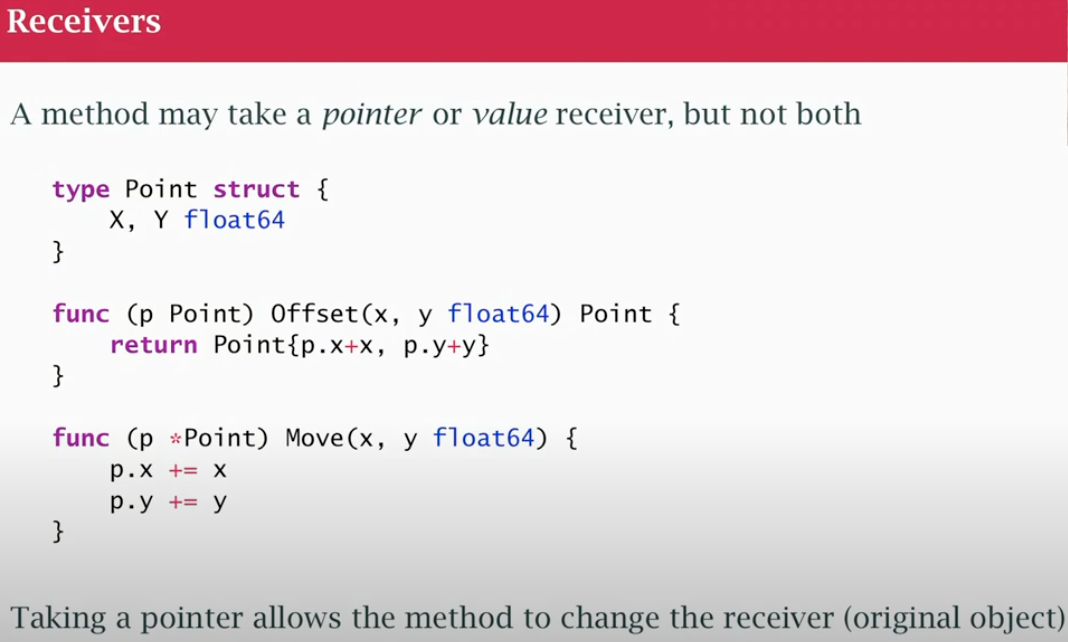 Receivers
A method may take a pointer or value receiver, but not both
type Point struct {
    X, Y float64
}
func (p Point) Offset(x, y float64) Point {
    return Point{p.x+x, p.y+y}
}
func (p *Point) Move(x, y float64) {
    p.x += x
    p.y += y
}
Taking a pointer allows the method to change the receiver (original object)